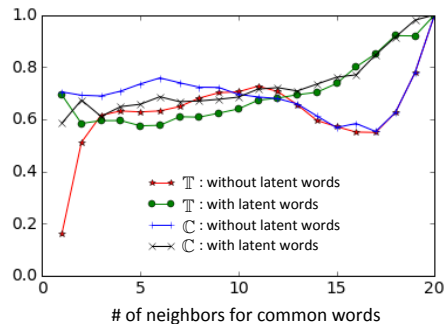 1.0
0.8
0.6
0.4
0.2
0.0
𝕋 : without latent words
𝕋 : with latent words
ℂ : without latent words
ℂ : with latent words
0 5 10 15 20
# of neighbors for common words